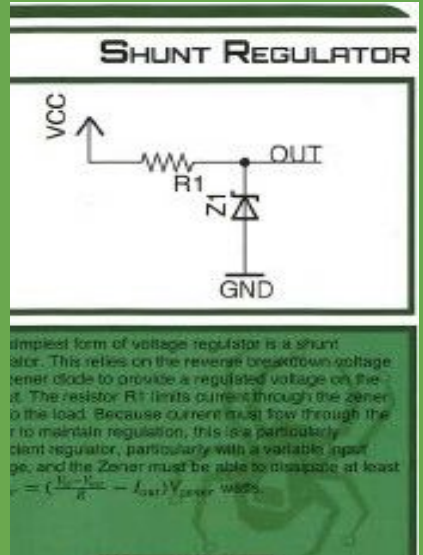 SHUNT REGULATOR
VCC
R1
OUT
Z1
GND
simplest form of voltage regulator is a shunt
ator. This relies on the reverse breakdown voltage
zener diode to provide a regulated voltage on the
t. The resistor R1 limits current through the zener
o the load. Because current must flow through the
r to maintain regulation, this is a particularly
cient regulator, particularly with a variable input
ge, and the Zener must be able to dissipate at least
watts.